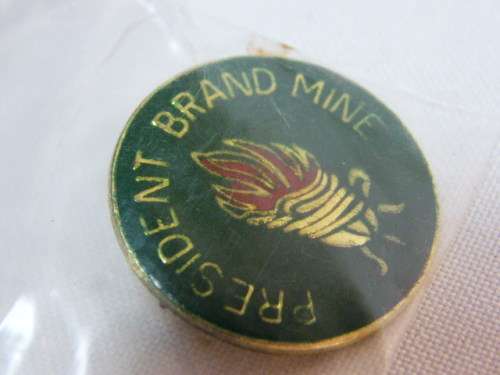 PRESIDENT BRAND MINE